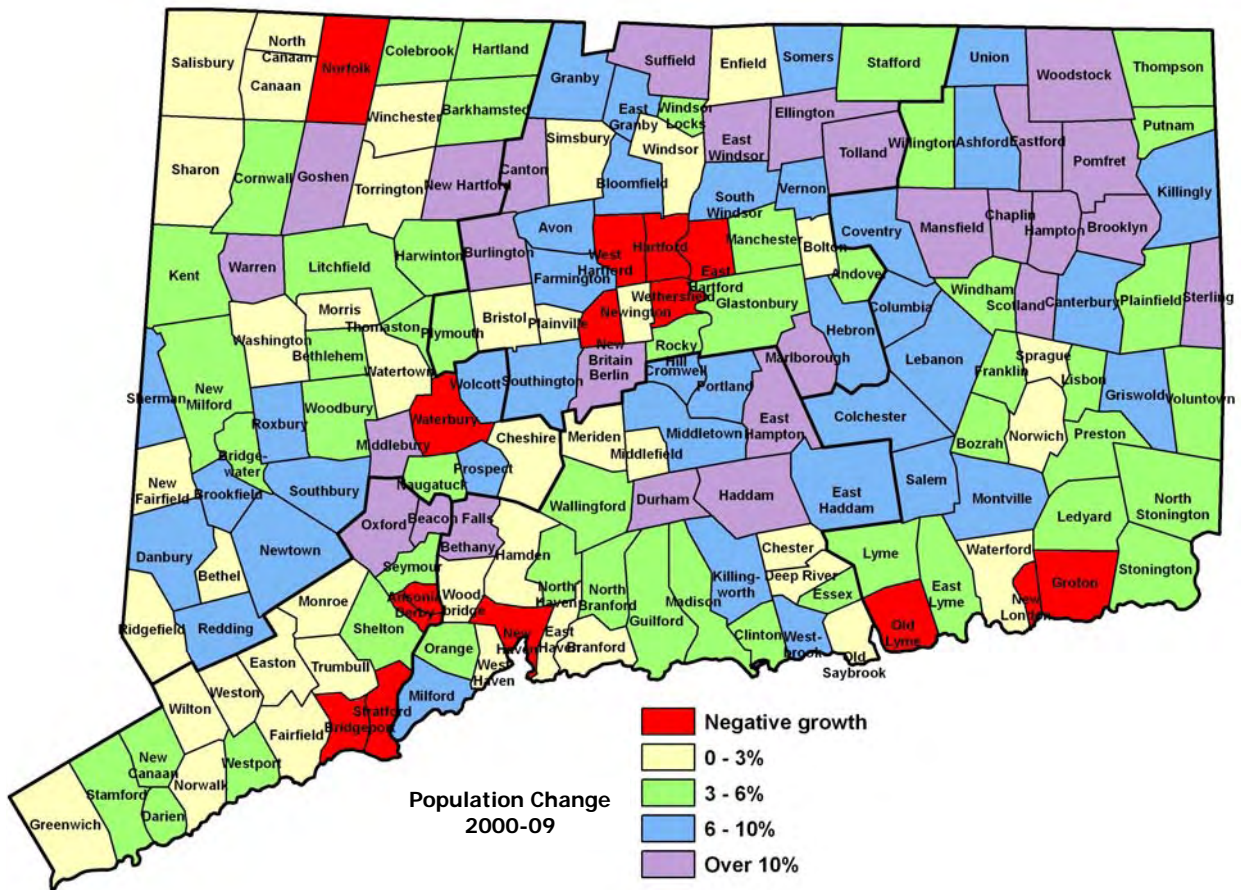 North
Canaan
Canaan
Salisbury
Norfolk
Colebrook
Hartland
Granby
Suffield
Enfield
Somers
Stafford
Union
Woodstock
Thompson
Winchester
Barkhamsted
East
Granby
Windsor
Locks
Simsbury
Windsor
East
Windsor
Ellington
Tolland
Willington
Ashford
Eastford
Pomfret
Putnam
Killingly
Sharon
Cornwall
Goshen
Torrington
New Hartford
Canton
Bloomfield
South
Windsor
Vernon
Avon
West
Hartford
Hartford
East
Hartford
Manchester
Bolton
Andover
Coventry
Mansfield
Chaplin
Hampton
Brooklyn
Kent
Warren
Litchfield
Harwinton
Burlington
Farmington
Wethersfield
Newington
Glastonbury
Hebron
Columbia
Windham
Scotland
Canterbury
Plainfield
Sterling
Morris
Washington
Bethlehem
Thomaston
Plymouth
Bristol
Plainville
Watertown
New
Britain
Berlin
Rocky
Hill
Cromwell
Portland
Marlborough
Lebanon
Franklin
Sprague
Lisbon
Griswold
Voluntown
Sherman
New
Milford
Roxbury
Woodbury
Waterbury
Wolcott
Southington
Middlebury
Cheshire
Meriden
Middlefield
Middletown
East
Hampton
Colchester
Bozrah
Norwich
Preston
Bridge-
water
New
Fairfield
Brookfield
Southbury
Naugatuck
Prospect
Wallingford
Durham
Haddam
East
Haddam
Salem
Montville
Ledyard
North
Stonington
Danbury
Bethel
Newtown
Oxford
Beacon Falls
Bethany
Seymour
Hamden
North
Haven
North
Branford
Guilford
Madison
Killing-
worth
Chester
Deep River
Essex
Lyme
East
Lyme
Waterford
New
London
Groton
Stonington
Ridgefield
Redding
Monroe
Shelton
Ansonia
Derby
Wood-
bridge
New
Haven
East
Haven
Branford
Clinton
West-
brook
Old
Saybrook
Old
Lyme
Easton
Trumbull
Orange
West
Haven
Milford
Wilton
Weston
Fairfield
Stratford
Bridgeport
New
Canaan
Norwalk
Westport
Greenwich
Stamford
Darien
Population Change
2000-09
Negative growth
0 - 3%
3 - 6%
6 - 10%
Over 10%